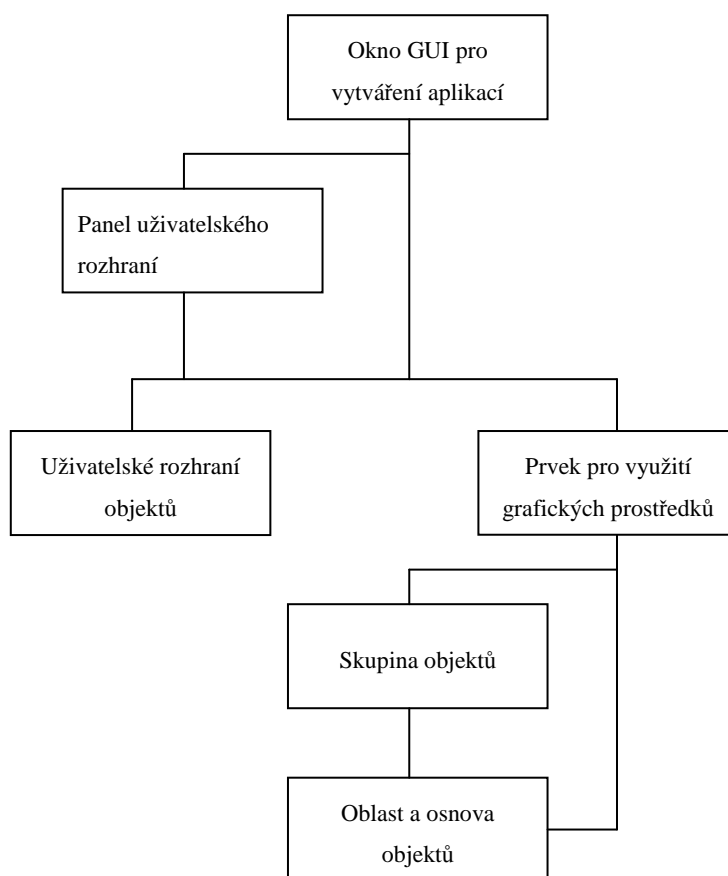 Okno GUI pro
vytváření aplikací
Panel uživatelského
rozhraní
Uživatelské rozhraní
objektů
Prvek pro využití
grafických prostředků
Skupina objektů
Oblast a osnova
objektů